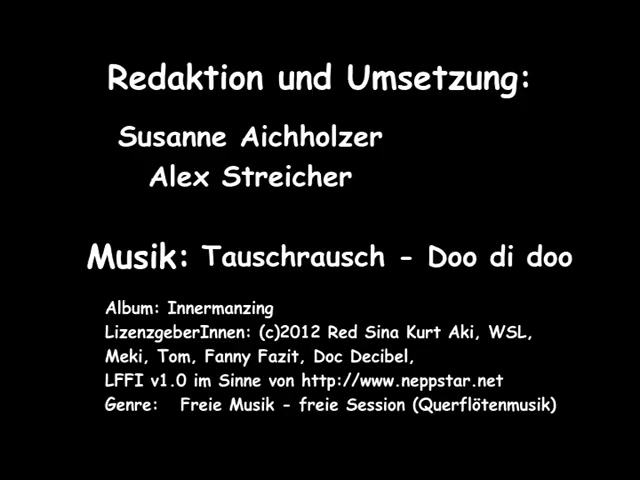 Redaktion und Umsetzung:
Susanne Aichholzer
Alex Streicher
Musik: Tauschrausch - Doo di doo
Album: Innermanzing
LizenzgeberInnen: (c)2012 Red Sina Kurt Aki, WSL,
Meki, Tom, Fanny Fazit, Doc Decibel,
LFFI v1.0 im Sinne von http://www.neppstar.net
Genre: Freie Musik - freie Session (Querflötenmusik)